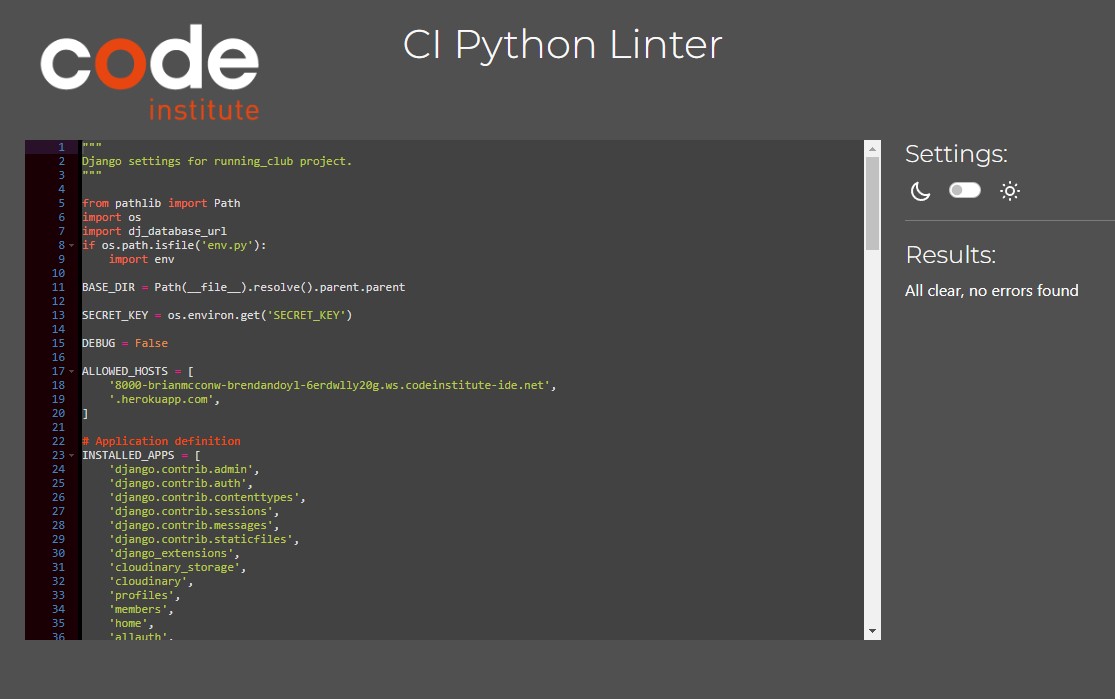 code
institute
CI Python Linter
1 """
2 Django settings for running_club project.
3 """
4
5 from pathlib import Path
6 import os
7 import dj_database_url
8 if os.path.isfile('env.py'):
9     import env
10
11 BASE_DIR = Path(__file__).resolve().parent.parent
12
13 SECRET_KEY = os.environ.get('SECRET_KEY')
14
15 DEBUG = False
16
17 ALLOWED_HOSTS = [
18     '8000-brianmcconw-brendandoyl-6erdwlly20g.ws.codeinstitute-ide.net',
19     '.herokuapp.com',
20 ]
21
22 # Application definition
23 INSTALLED_APPS = [
24     'django.contrib.admin',
25     'django.contrib.auth',
26     'django.contrib.contenttypes',
27     'django.contrib.sessions',
28     'django.contrib.messages',
29     'django.contrib.staticfiles',
30     'django_extensions',
31     'cloudinary_storage',
32     'cloudinary',
33     'profiles',
34     'members',
35     'home',
36     'allauth',
Settings:
Results:
All clear, no errors found